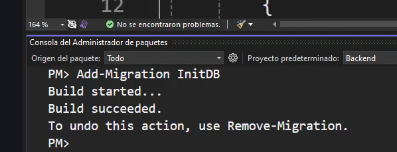 12
{
164 %
No se encontraron problemas.
Consola del Administrador de paquetes
Origen del paquete: Todo
Proyecto predeterminado: Backend
PM> Add-Migration InitDB
Build started...
Build succeeded.
To undo this action, use Remove-Migration.
PM>